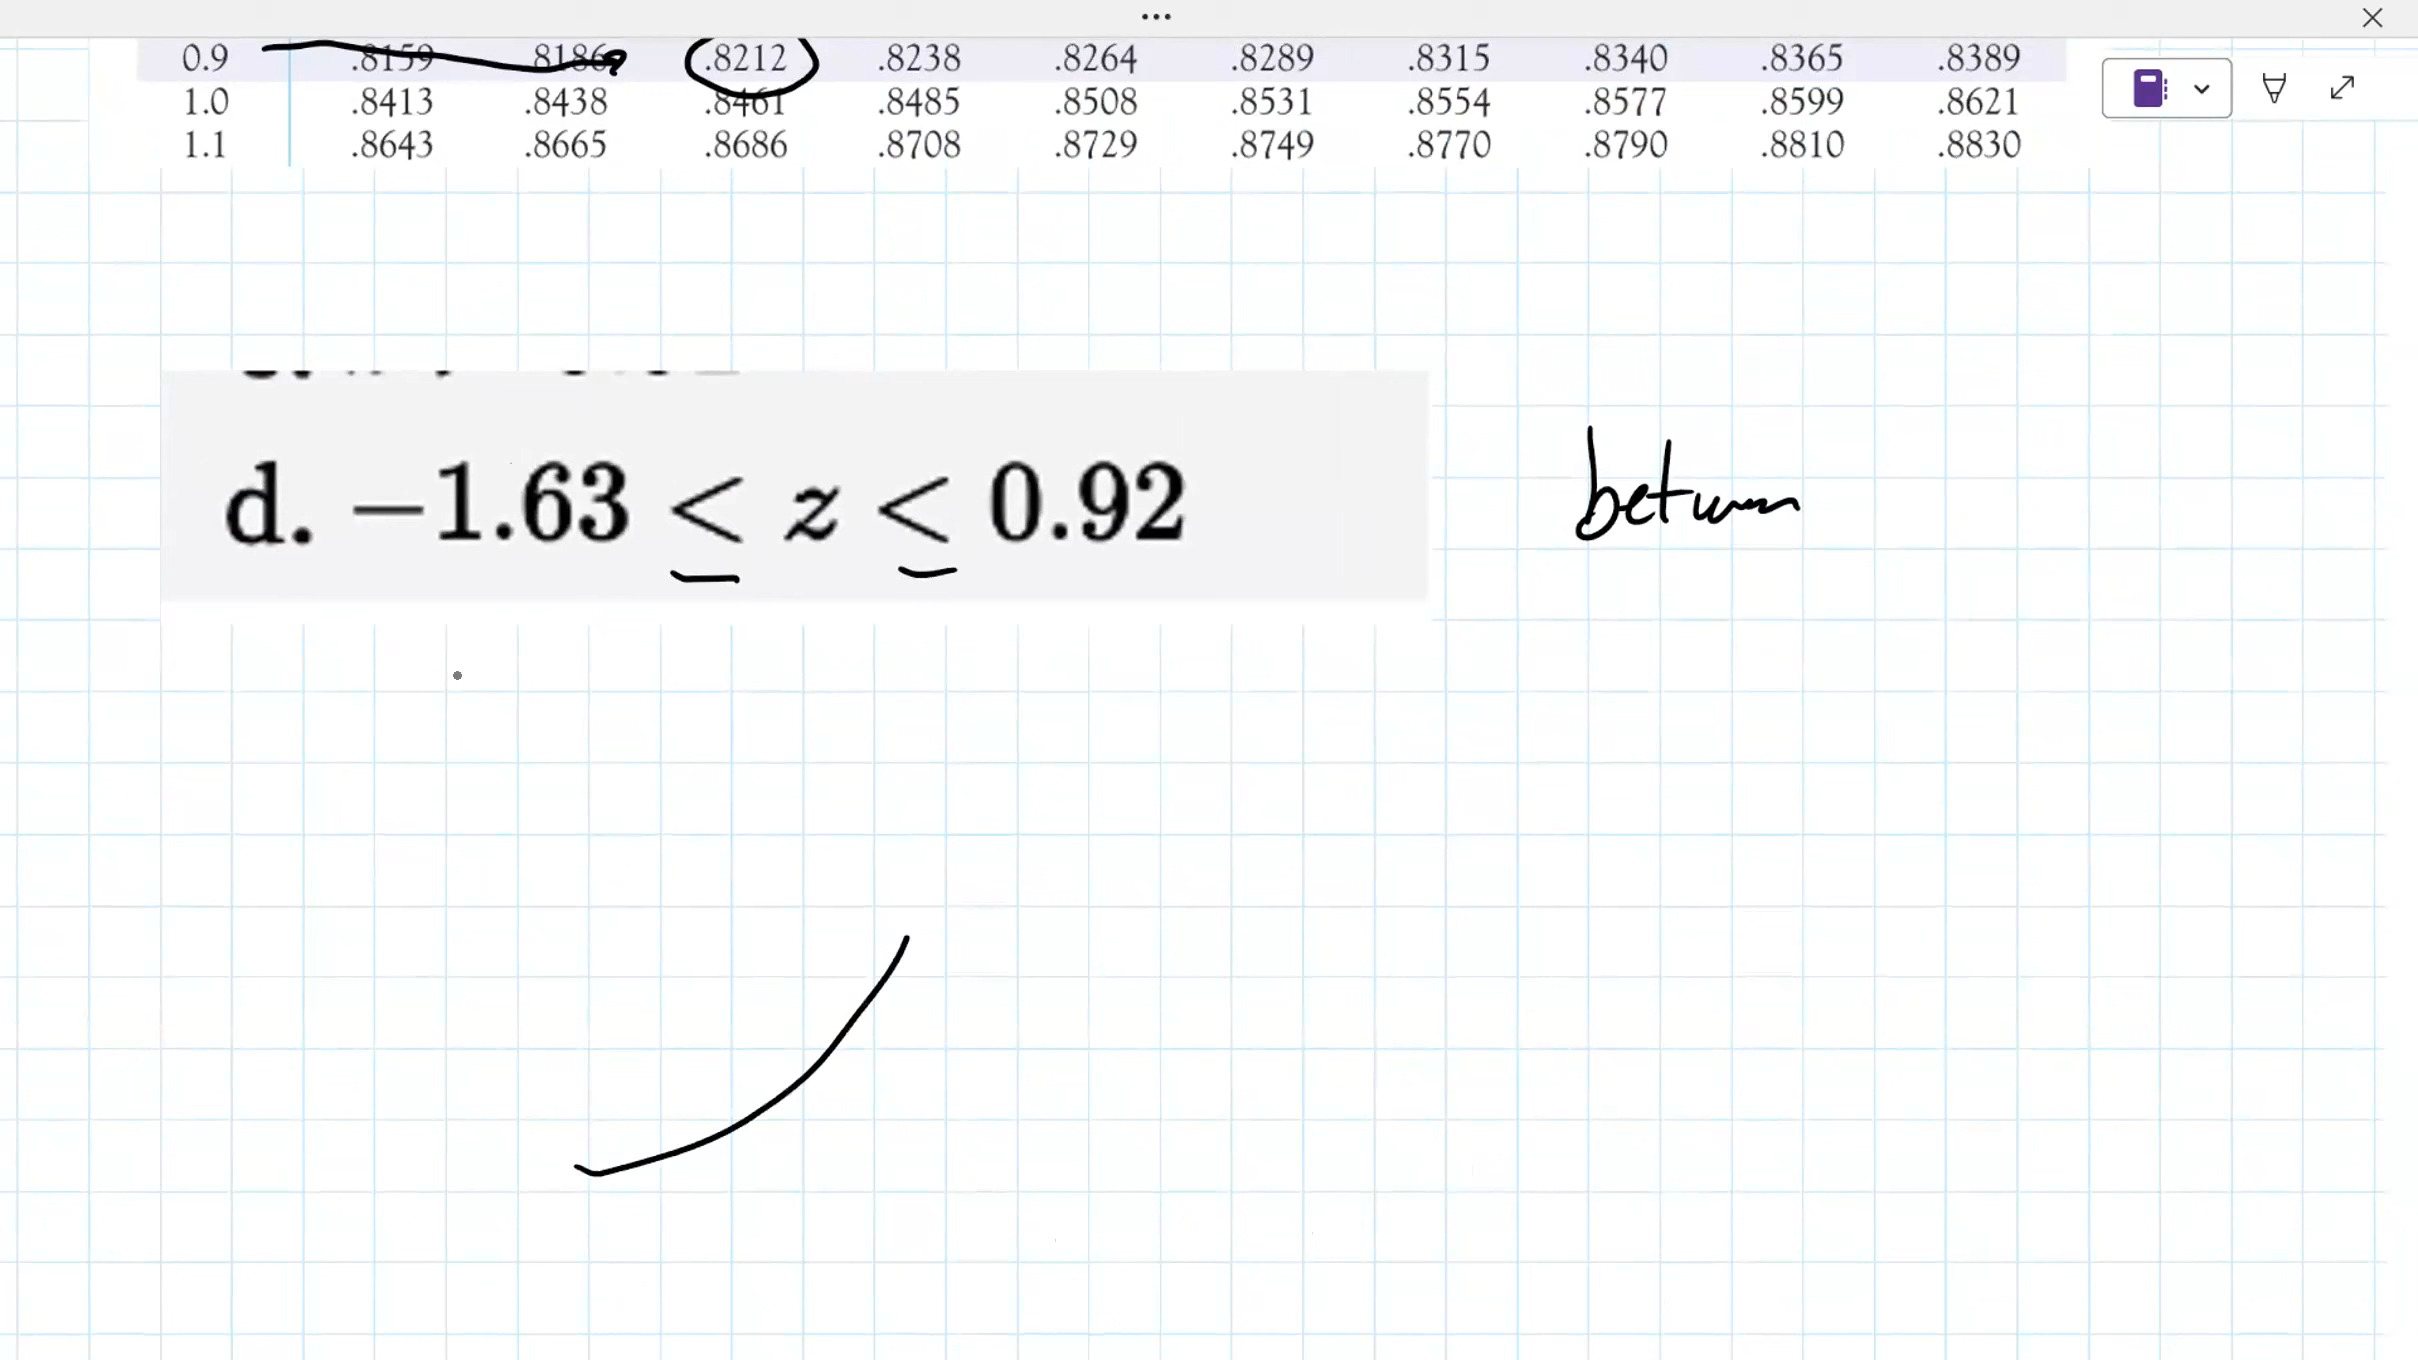 0.9 .8159 .8186 .8212 .8238 .8264 .8289 .8315 .8340 .8365 .8389
1.0 .8413 .8438 .8461 .8485 .8508 .8531 .8554 .8577 .8599 .8621
1.1 .8643 .8665 .8686 .8708 .8729 .8749 .8770 .8790 .8810 .8830
d. −1.63 < z < 0.92
between